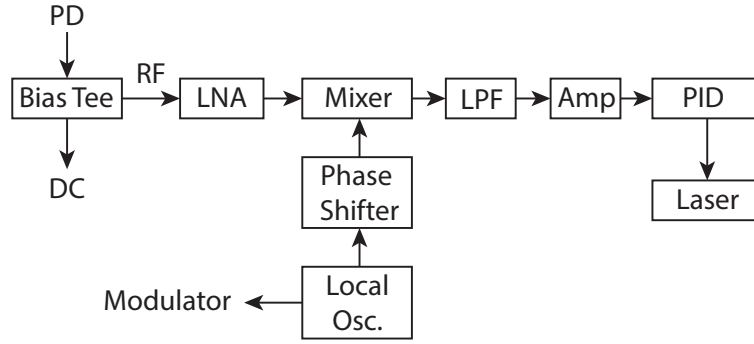 PD
Bias Tee
RF
LNA
Mixer
LPF
Amp
PID
DC
Phase
Shifter
Laser
Modulator
Local
Osc.